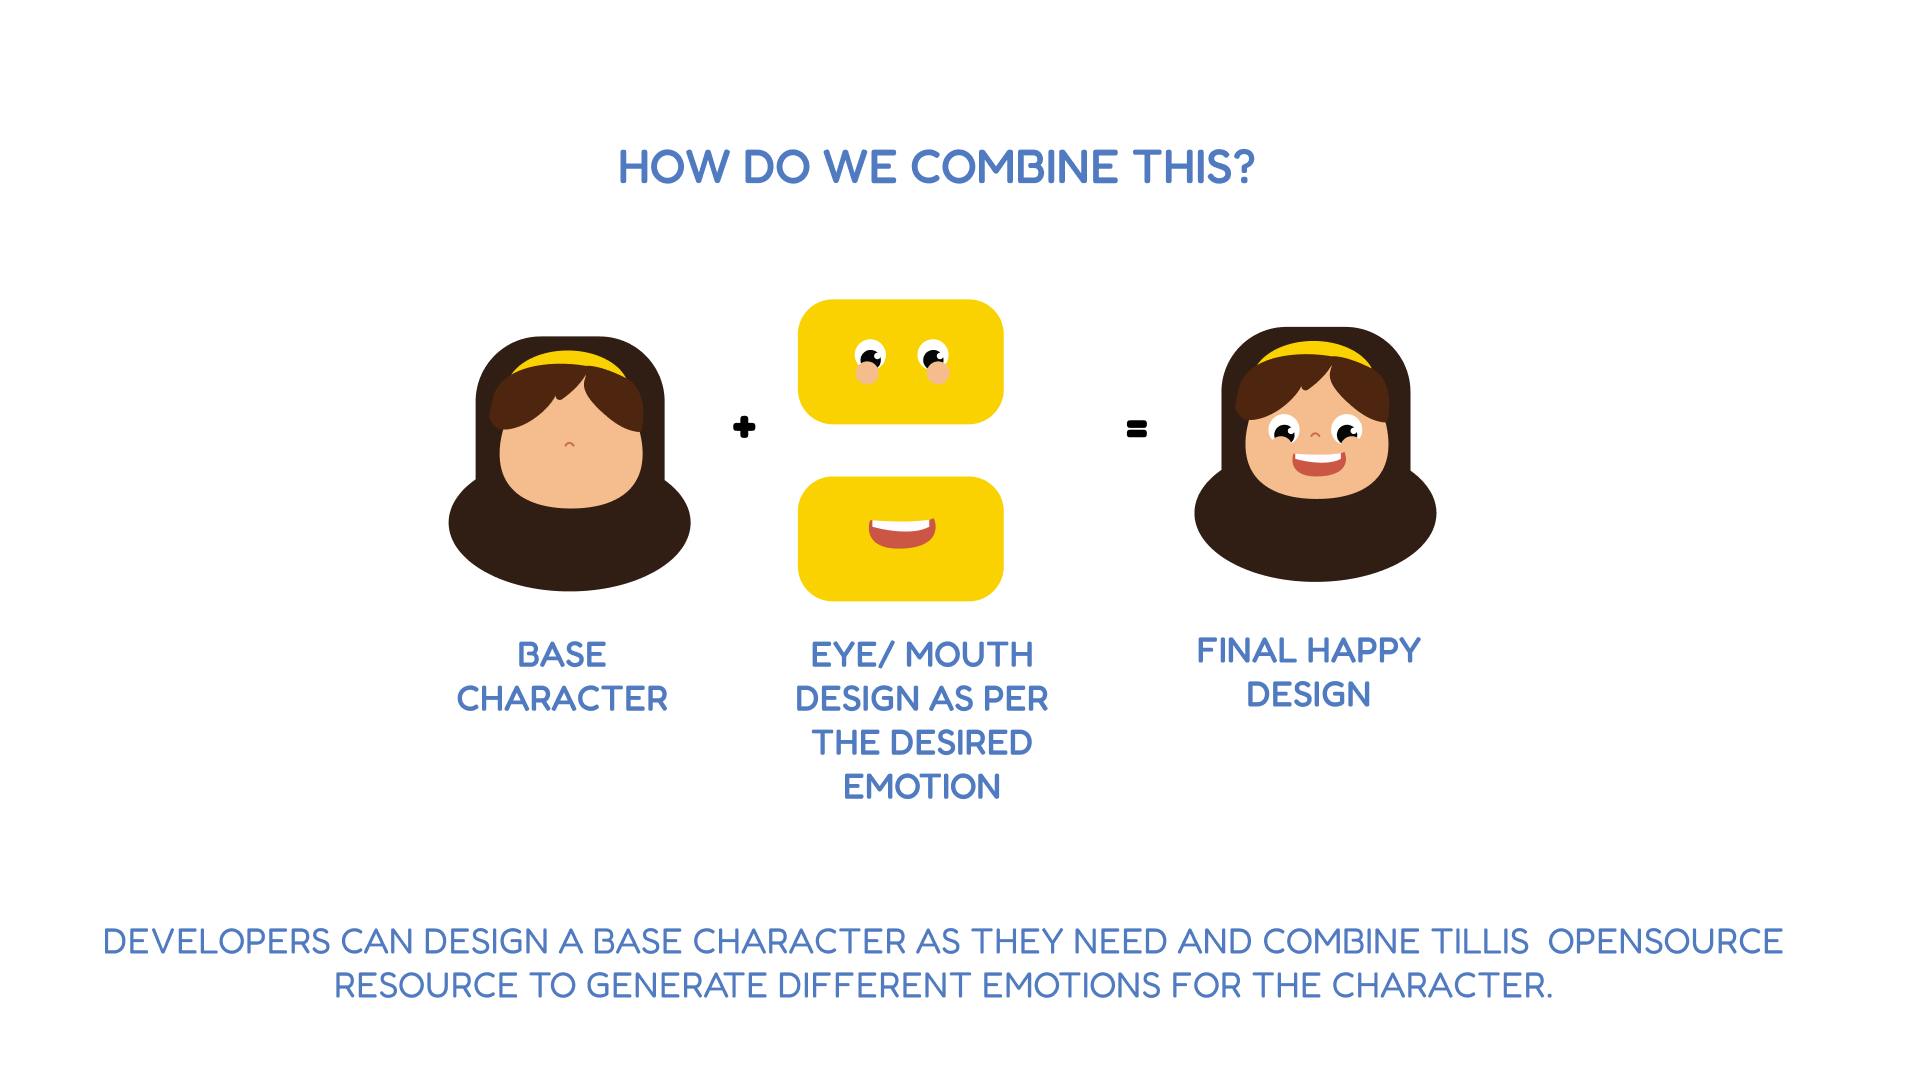 HOW DO WE COMBINE THIS?
+
=
BASE
CHARACTER
EYE/ MOUTH
DESIGN AS PER
THE DESIRED
EMOTION
FINAL HAPPY
DESIGN
DEVELOPERS CAN DESIGN A BASE CHARACTER AS THEY NEED AND COMBINE TILLIS OPENSOURCE
RESOURCE TO GENERATE DIFFERENT EMOTIONS FOR THE CHARACTER.